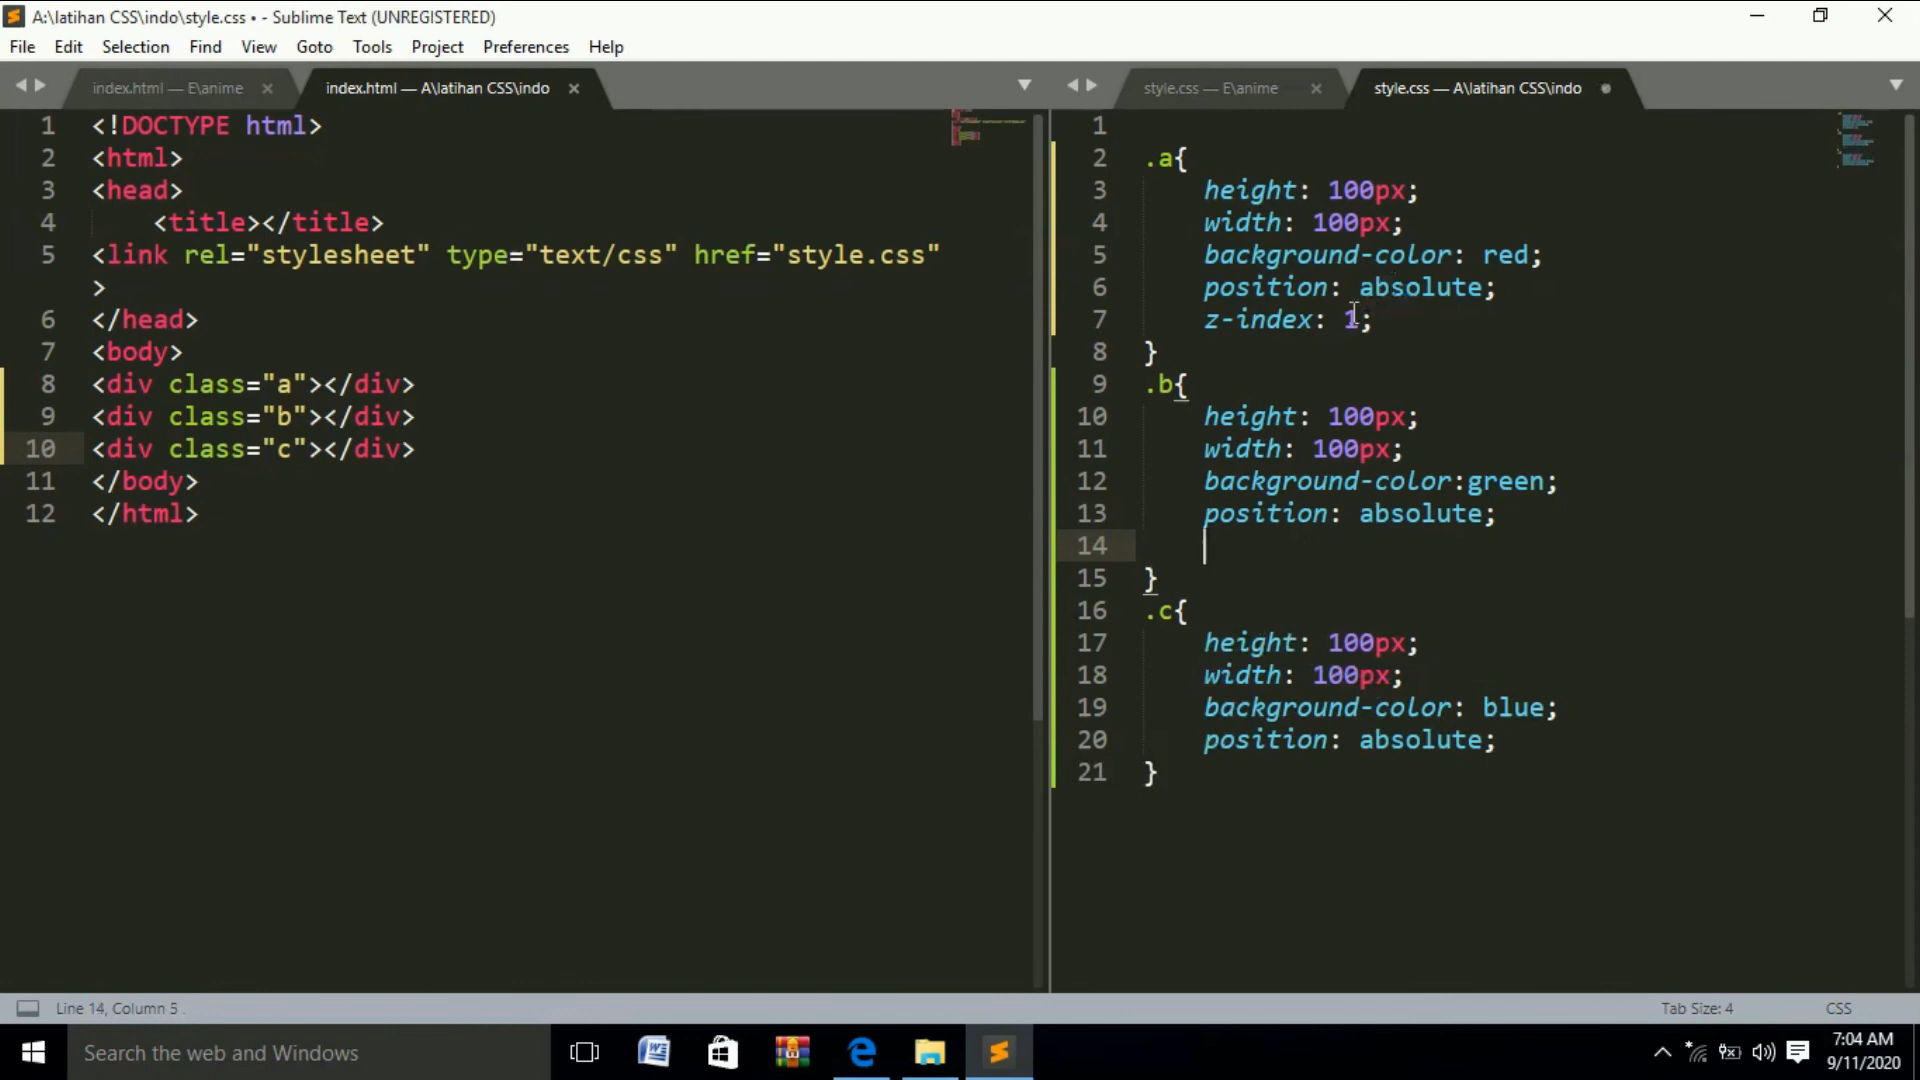 A:\latihan CSS\indo\style.css • - Sublime Text (UNREGISTERED)
File Edit Selection Find View Goto Tools Project Preferences Help
index.html — E\anime
index.html — A\latihan CSS\indo
1 <!DOCTYPE html>
2 <html>
3 <head>
4 <title></title>
5 <link rel="stylesheet" type="text/css" href="style.css"
>
6 </head>
7 <body>
8 <div class="a"></div>
9 <div class="b"></div>
10 <div class="c"></div>
11 </body>
12 </html>
style.css — E\anime
style.css — A\latihan CSS\indo
1
2 .a{
3 height: 100px;
4 width: 100px;
5 background-color: red;
6 position: absolute;
7 z-index: 1;
8 }
9 .b{
10 height: 100px;
11 width: 100px;
12 background-color:green;
13 position: absolute;
14
15 }
16 .c{
17 height: 100px;
18 width: 100px;
19 background-color: blue;
20 position: absolute;
21 }
Line 14, Column 5
Tab Size: 4
CSS
Search the web and Windows
7:04 AM
9/11/2020